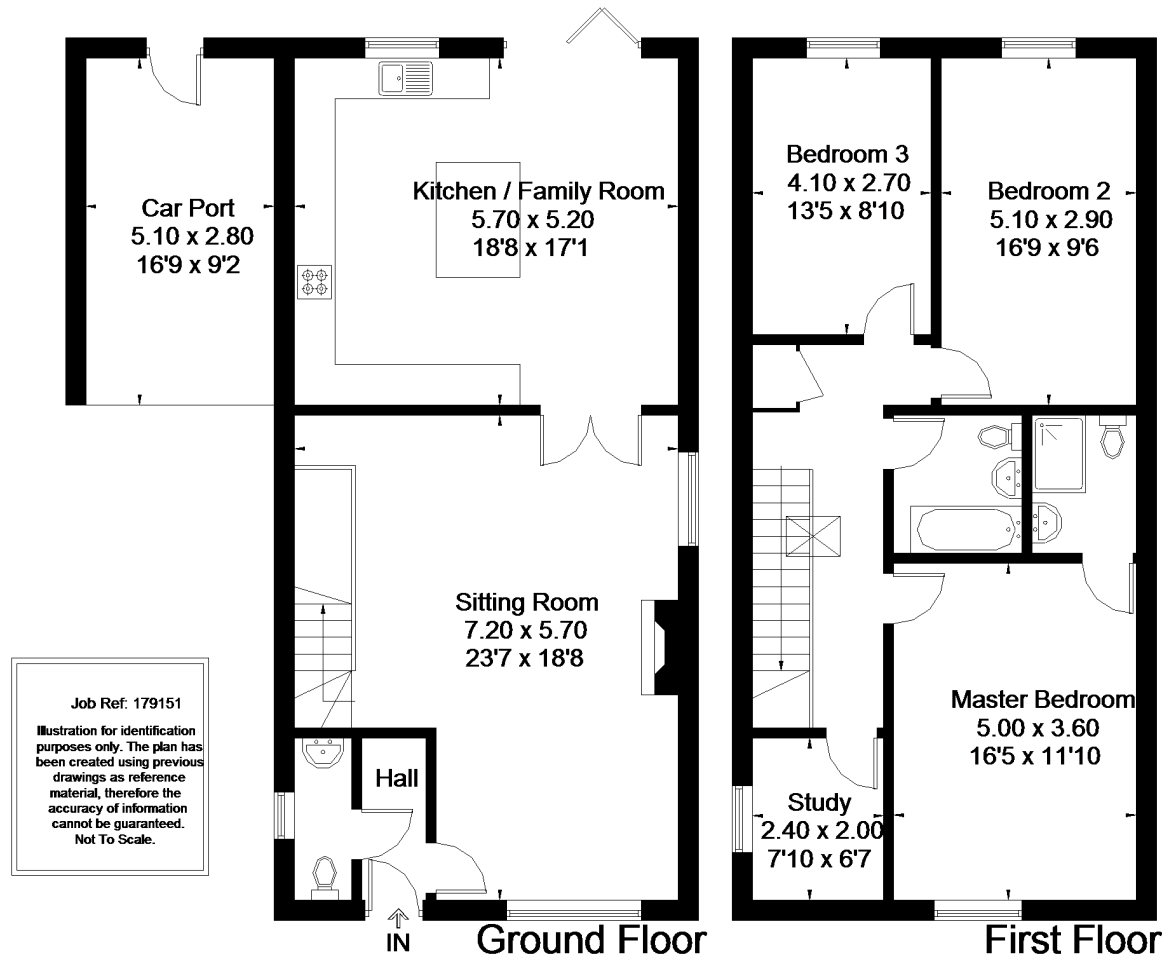 Car Port
5.10 x 2.80
16'9 x 9'2
Kitchen / Family Room
5.70 x 5.20
18'8 x 17'1
Sitting Room
7.20 x 5.70
23'7 x 18'8
Hall
IN
Ground Floor
Job Ref: 179151
Illustration for identification
purposes only. The plan has
been created using previous
drawings as reference
material, therefore the
accuracy of information
cannot be guaranteed.
Not To Scale.
Bedroom 3
4.10 x 2.70
13'5 x 8'10
Bedroom 2
5.10 x 2.90
16'9 x 9'6
Master Bedroom
5.00 x 3.60
16'5 x 11'10
Study
2.40 x 2.00
7'10 x 6'7
First Floor